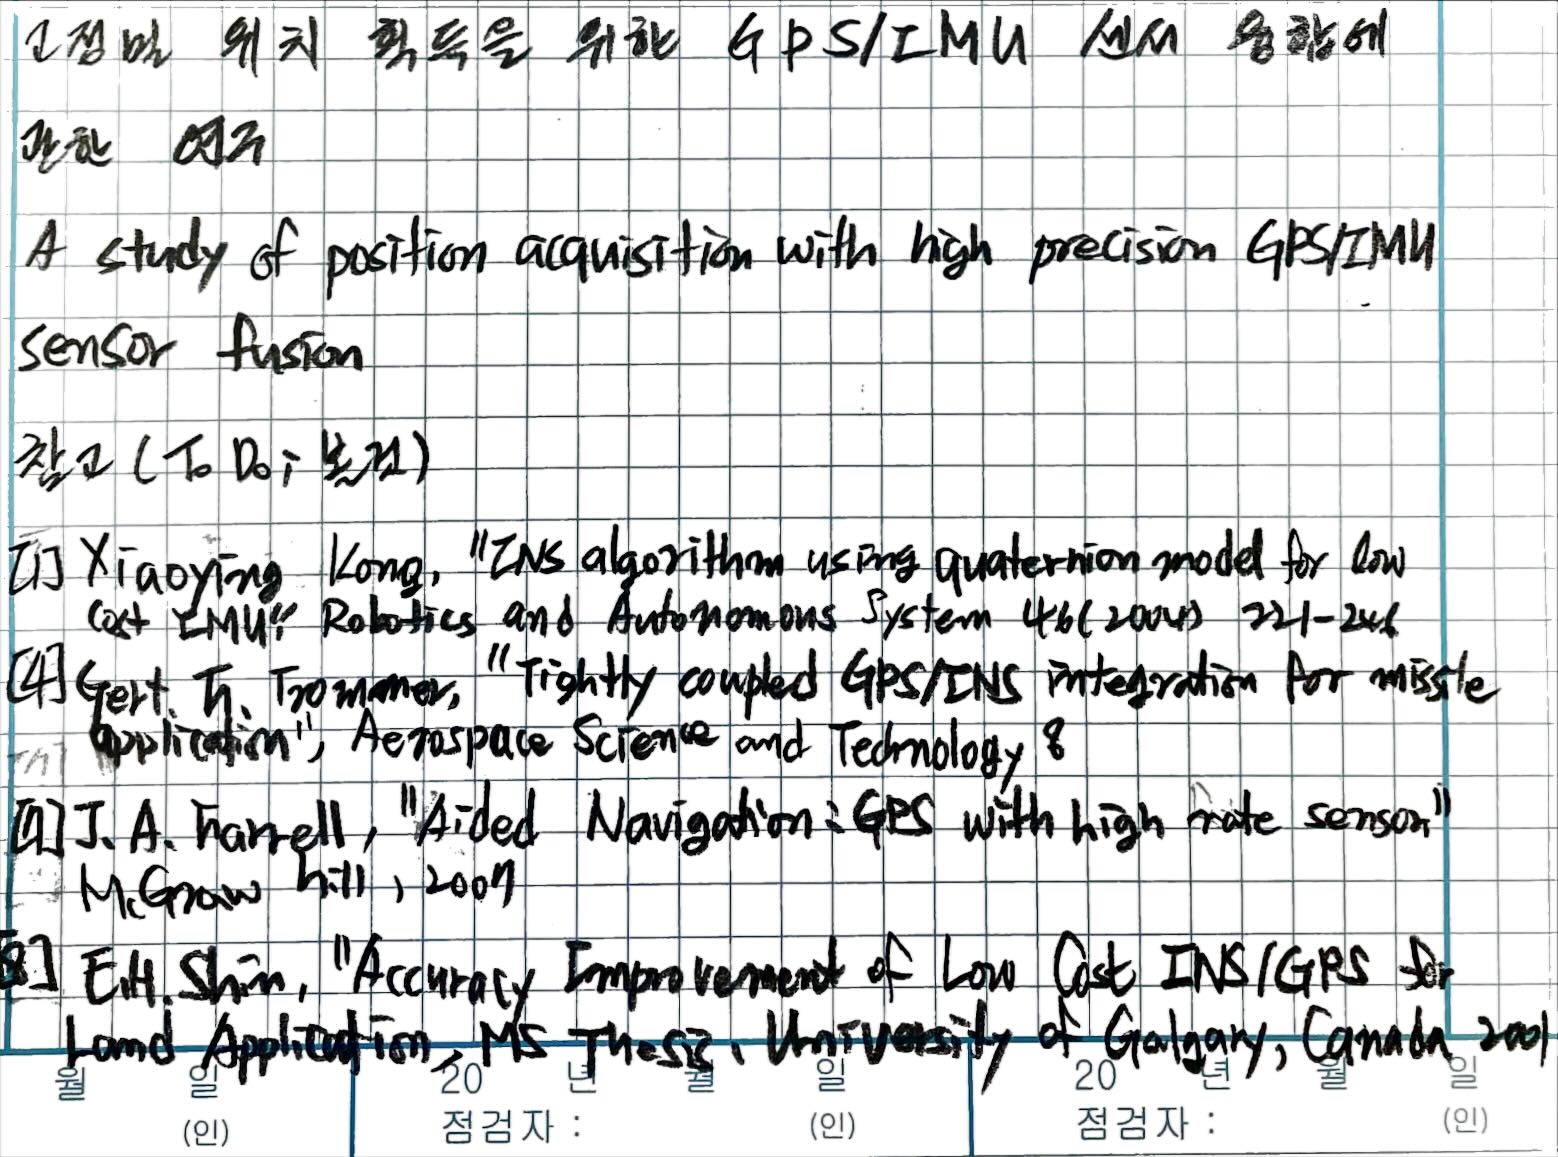 고정밀 위치 획득을 위한 GPS/IMU 센서 융합에
관한 연구
A study of position acquisition with high precision GPS/IMU
sensor fusion
참고 (To Do ; 본전)
[1] Xiaoying Kong, "INS algorithm using quaternion model for low
cost IMU", Robotics and Autonomous System 46(2004) 221-246
[4] Gert. Tr. Trommer, "Tightly coupled GPS/INS integration for missile
application", Aerospace Science and Technology 8
[7] J. A. Farrell, "Aided Navigation: GPS with high rate sensor"
McGraw hill, 2007
[8] E.H. Shin, "Accuracy Improvement of Low Cost INS/GPS for
Land Application, MS Thesis, University of Galgary, Canada 2001
월 일 20 년 월 일 20 년 월 일
(인) 점검자 : (인) 점검자 : (인)